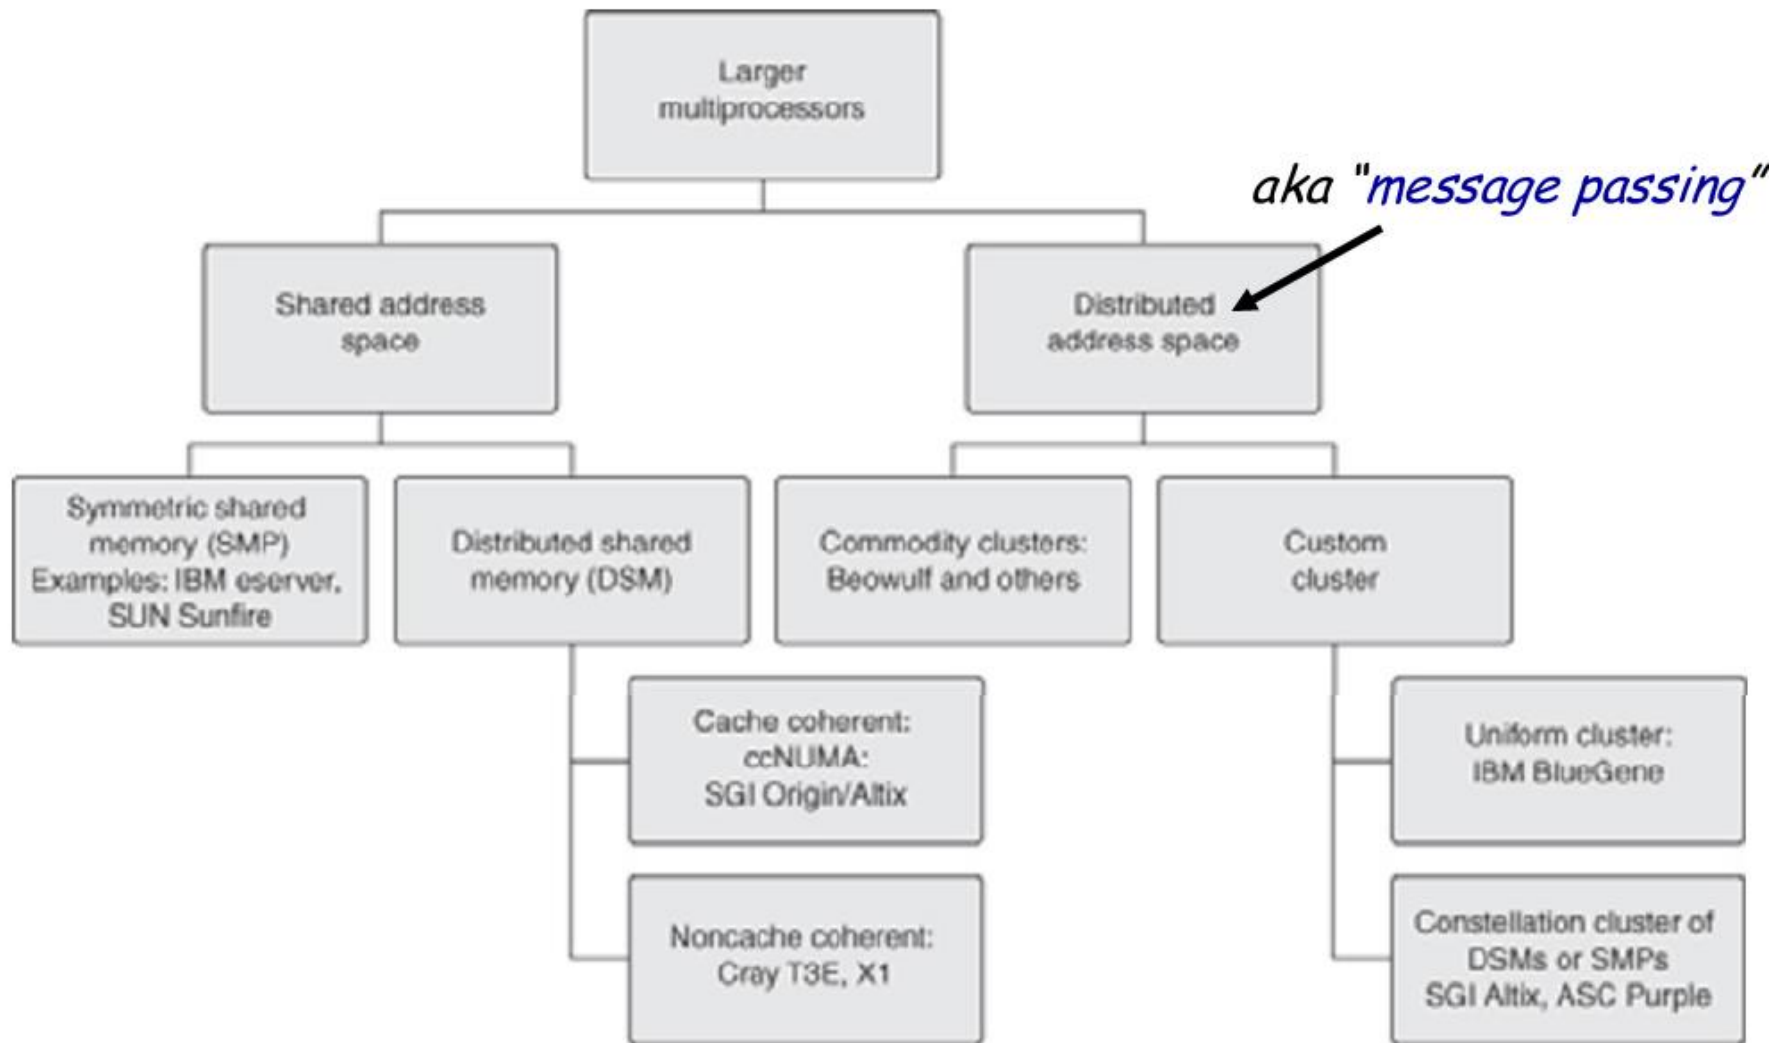 Larger
multiprocessors
aka "message passing"
Shared address
space
Distributed
address space
Symmetric shared
memory (SMP)
Examples: IBM eserver,
SUN Sunfire
Distributed shared
memory (DSM)
Commodity clusters:
Beowulf and others
Custom
cluster
Cache coherent:
ccNUMA:
SGI Origin/Altix
Uniform cluster:
IBM BlueGene
Noncache coherent:
Cray T3E, X1
Constellation cluster of
DSMs or SMPs
SGI Altix, ASC Purple